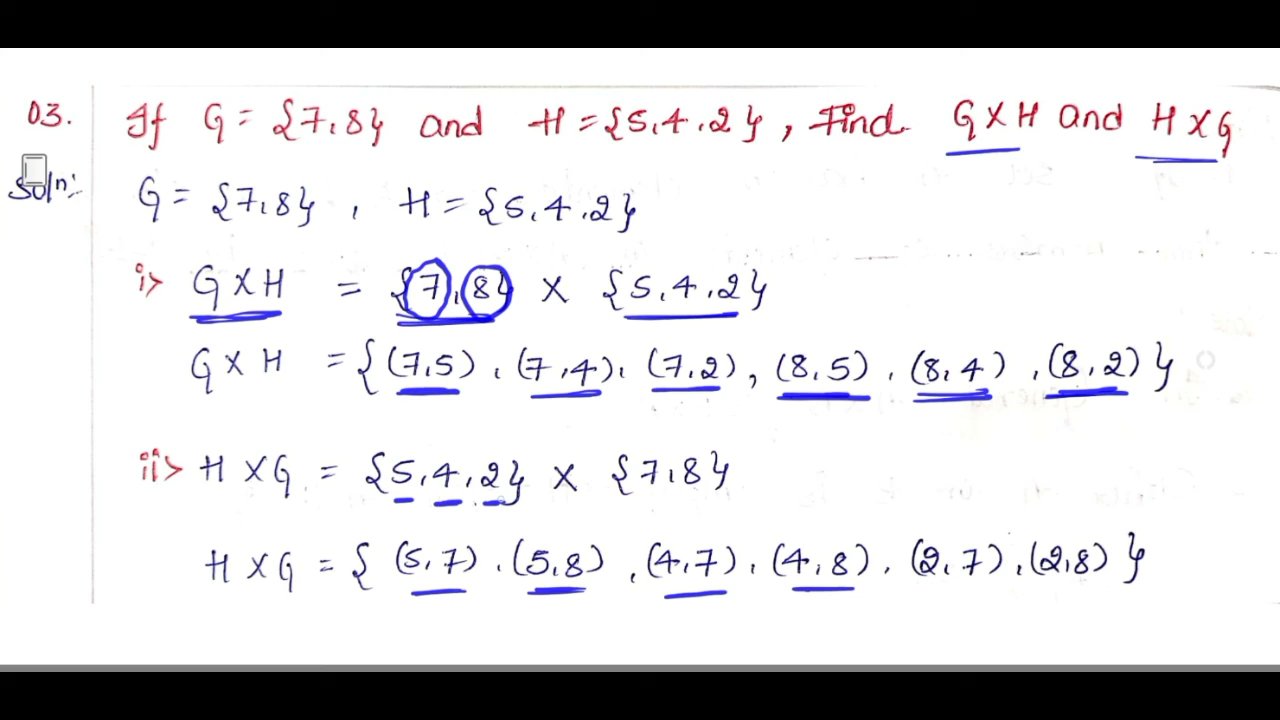 03. If G = {7,8} and H = {5,4,2}, Find G X H and H X G
Soln:- G = {7,8} , H = {5,4,2}
i> G X H = {7,8} X {5,4,2}
G X H = {(7,5), (7,4), (7,2), (8,5), (8,4), (8,2)}
ii> H X G = {5,4,2} X {7,8}
H X G = { (5,7), (5,8), (4,7), (4,8), (2,7), (2,8) }